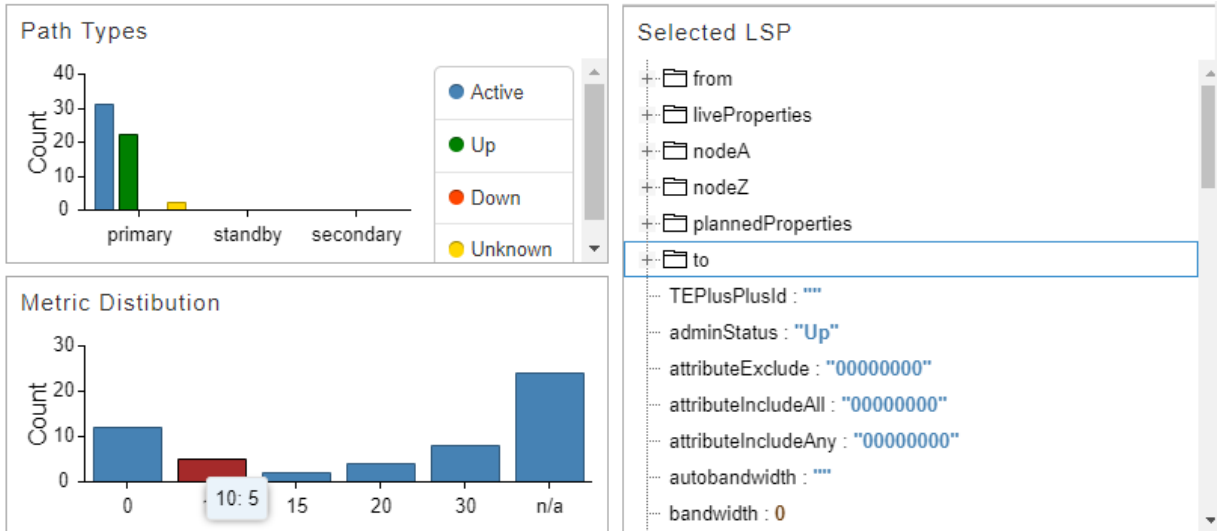 Path Types
40
30
20
10
0
Count
primary standby secondary
Active
Up
Down
Unknown
Metric Distibution
30
20
10
0
Count
0 15 20 30 n/a
10: 5
Selected LSP
from
liveProperties
nodeA
nodeZ
plannedProperties
to
TEPlusPlusId : ""
adminStatus : "Up"
attributeExclude : "00000000"
attributeIncludeAll : "00000000"
attributeIncludeAny : "00000000"
autobandwidth : ""
bandwidth : 0